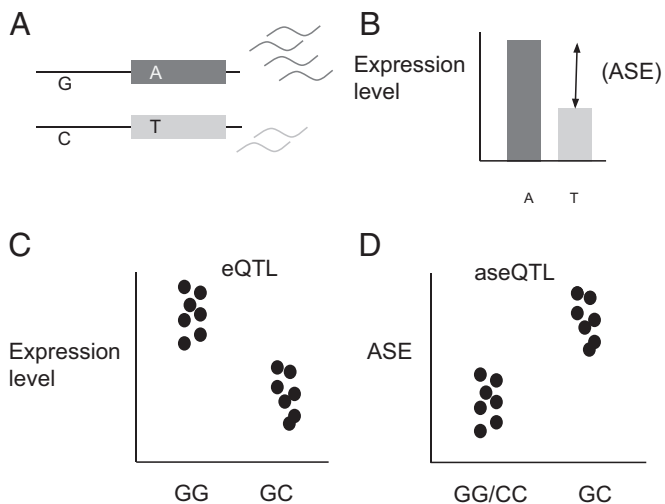 A
G
A
C
T
B
Expression
level
(ASE)
A
T
C
eQTL
Expression
level
GG
GC
D
aseQTL
ASE
GG/CC
GC